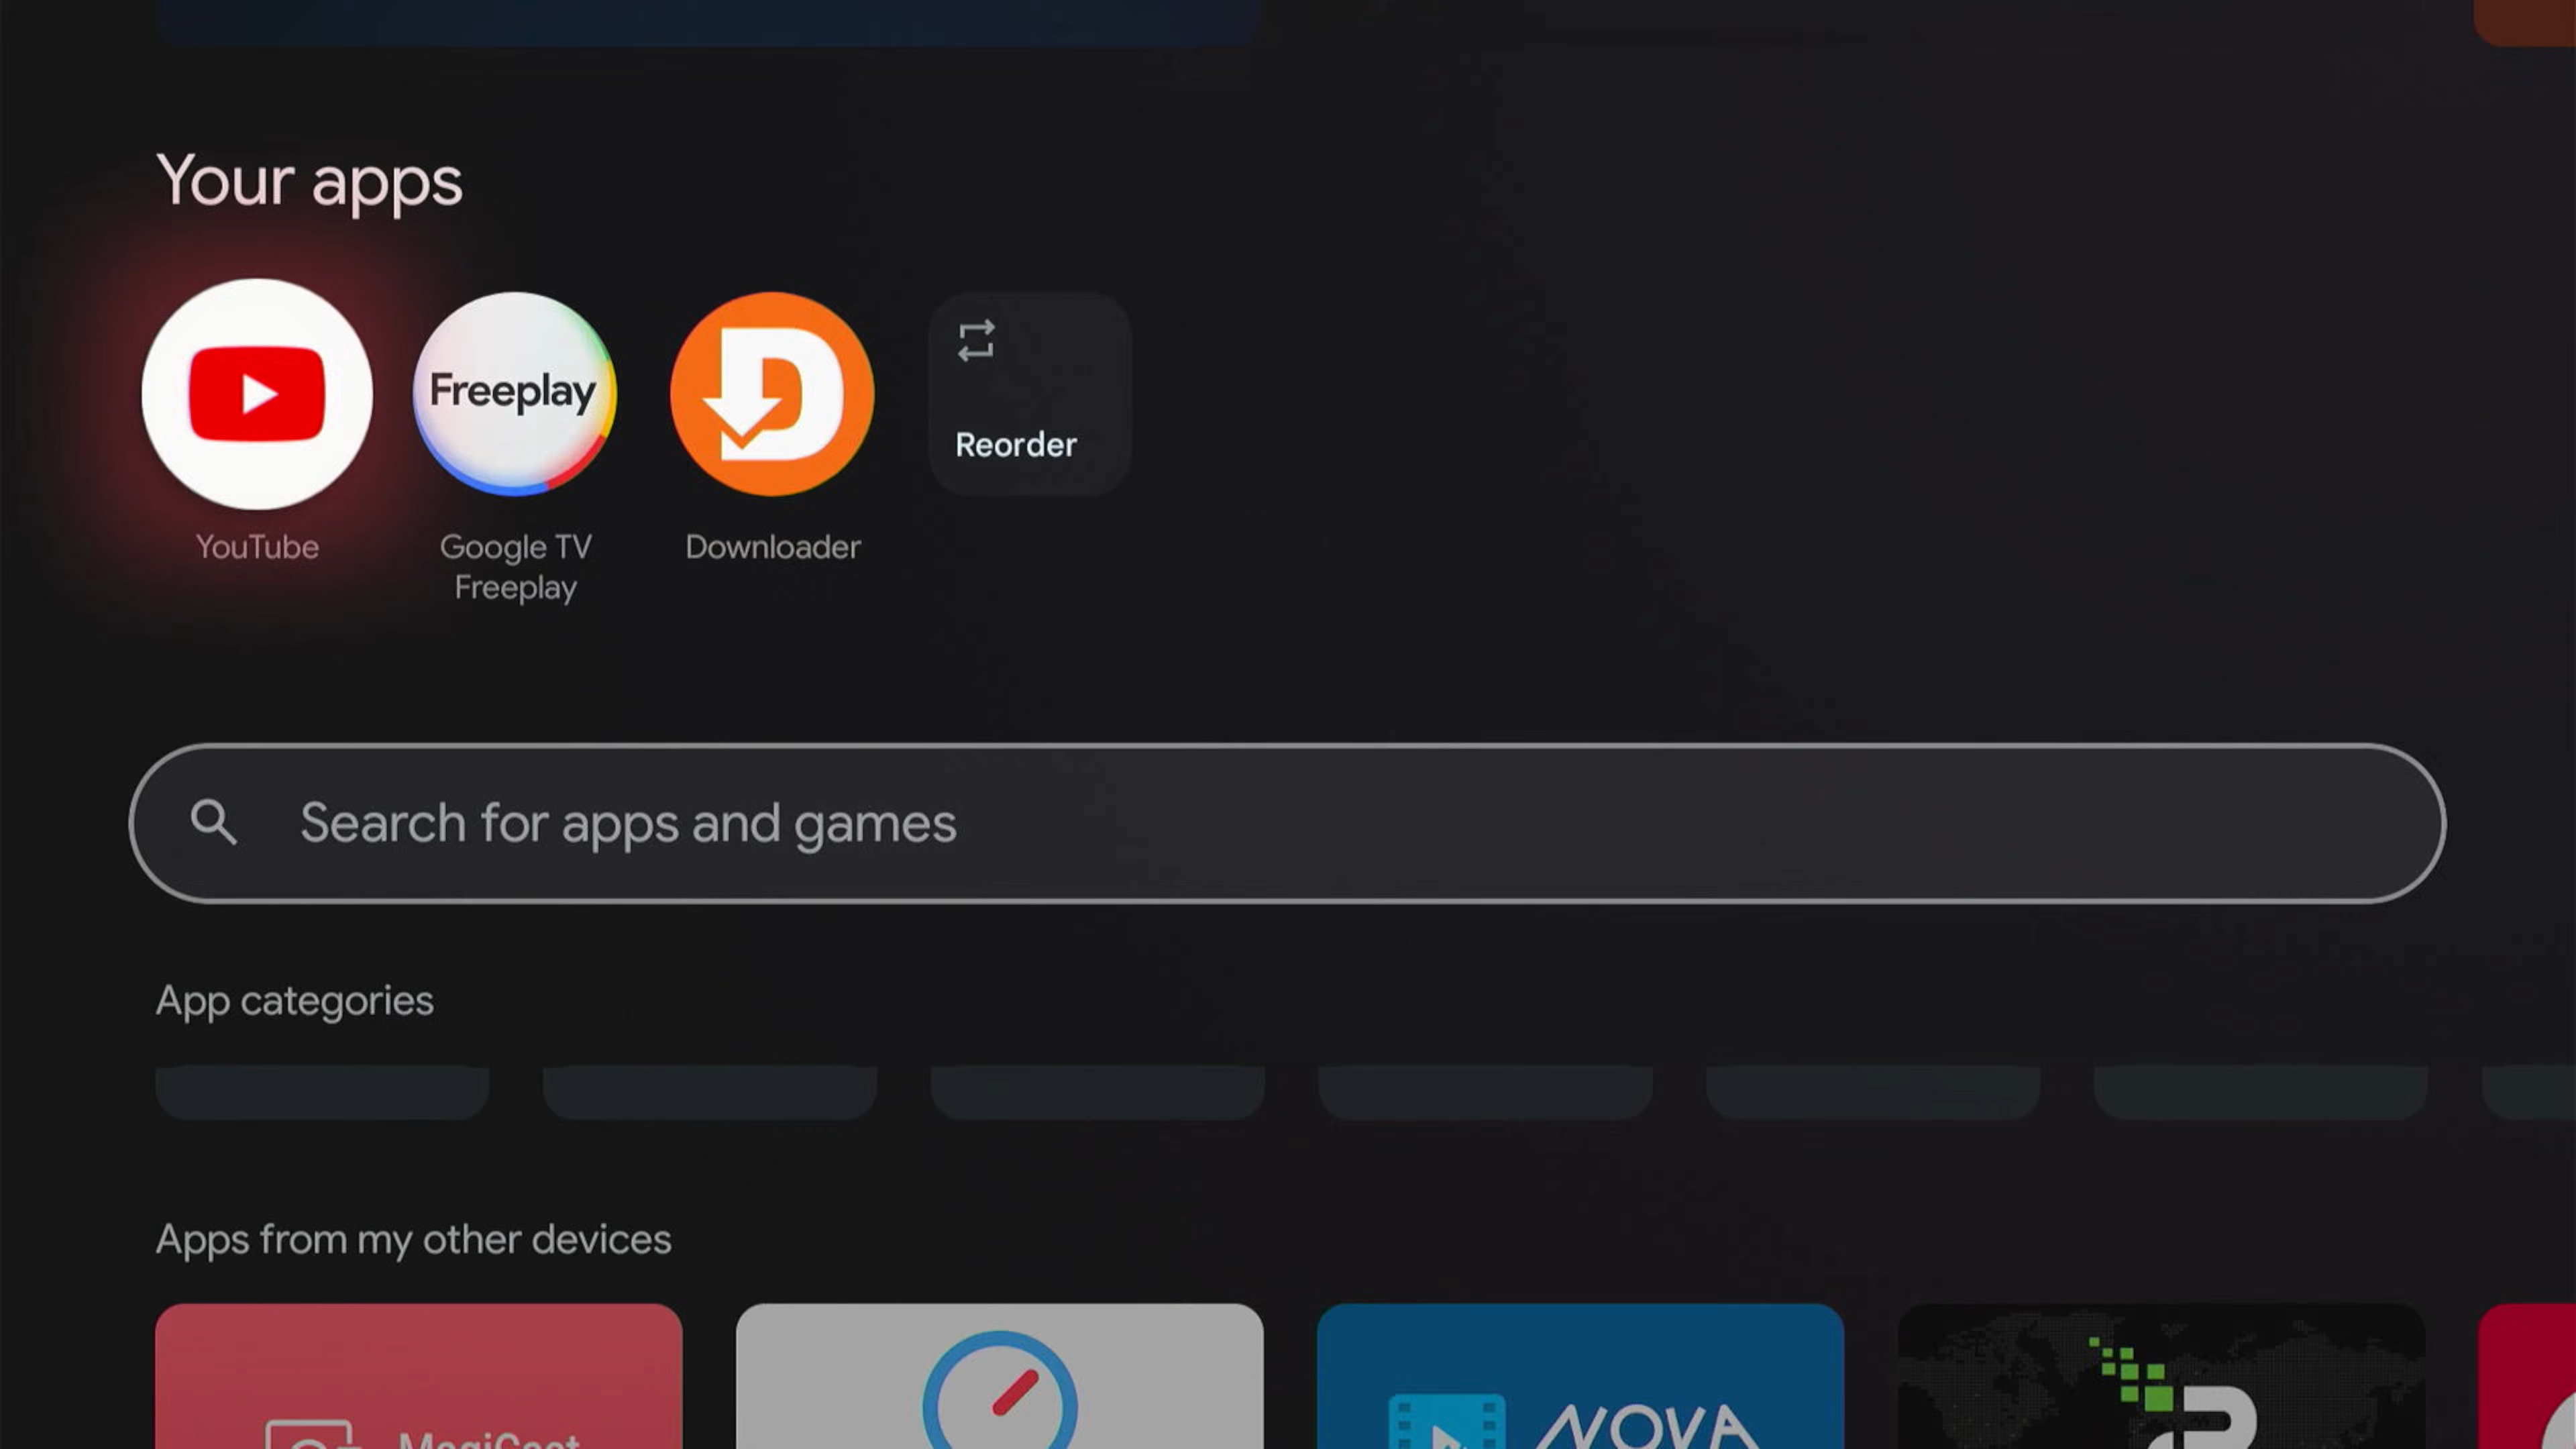 Your apps
Freeplay
Reorder
YouTube
Google TV
Freeplay
Downloader
Search for apps and games
App categories
Apps from my other devices
MagiCast
NOVA